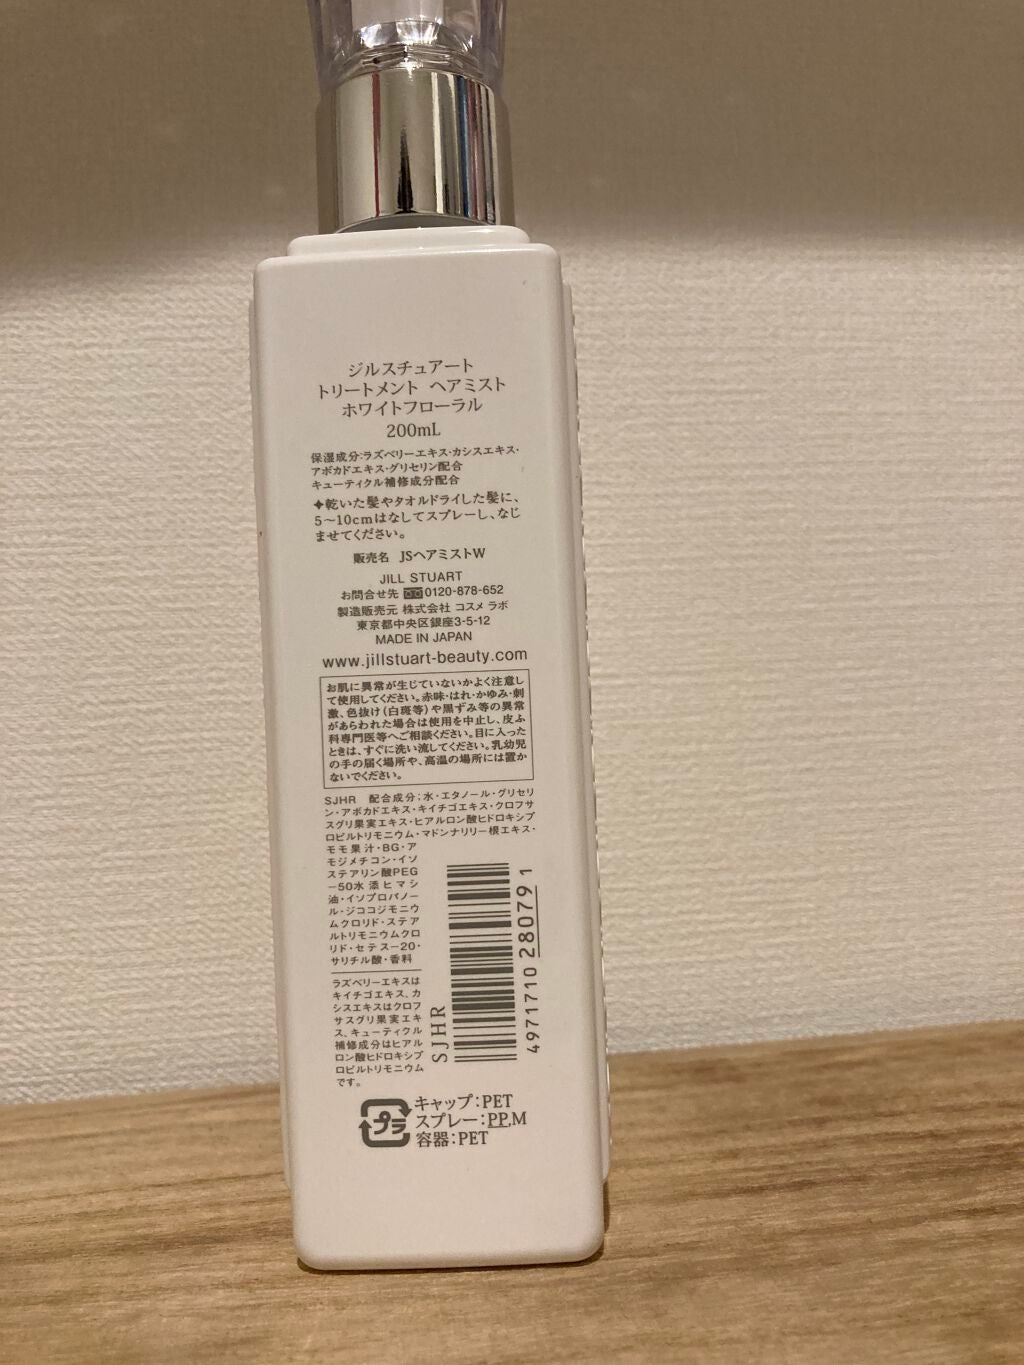 ジルスチュアート
トリートメント ヘアミスト
ホワイトフローラル
200mL
保湿成分:ラズベリーエキス・カシスエキス・
アボカドエキス・グリセリン配合
キューティクル補修成分配合
✦乾いた髪やタオルドライした髪に、
5〜10cmはなしてスプレーし、なじ
ませてください。
販売名 JSヘアミストW
JILL STUART
お問合せ先 0120-878-652
製造販売元 株式会社 コスメ ラボ
東京都中央区銀座3-5-12
MADE IN JAPAN
www.jillstuart-beauty.com
お肌に異常が生じていないかよく注意し
て使用してください。赤味・はれ・かゆみ・刺
激、色抜け(白斑等)や黒ずみ等の異常
があらわれた場合は使用を中止し、皮ふ
科専門医等へご相談ください。目に入った
ときは、すぐに洗い流してください。乳幼児
の手の届く場所や、高温の場所には置か
ないでください。
SJHR 配合成分:水・エタノール・グリセリ
ン・アボカドエキス・キイチゴエキス・クロフサ
スグリ果実エキス・ヒアルロン酸ヒドロキシプ
ロピルトリモニウム・マドンナリリー根エキス・
モモ果汁・BG・ア
モジメチコン・イソ
ステアリン酸PEG
-50水添ヒマシ
油・イソプロパノー
ル・ジココジモニウ
ムクロリド・ステア
ルトリモニウムクロ
リド・セテス-20・
サリチル酸・香料
ラズベリーエキスは
キイチゴエキス、カ
シスエキスはクロフ
サスグリ果実エキ
ス、キューティクル
補修成分はヒアル
ロン酸ヒドロキシプ
ロピルトリモニウム
です。
SJHR
4971710 280791
プラ
キャップ:PET
スプレー:PP,M
容器:PET